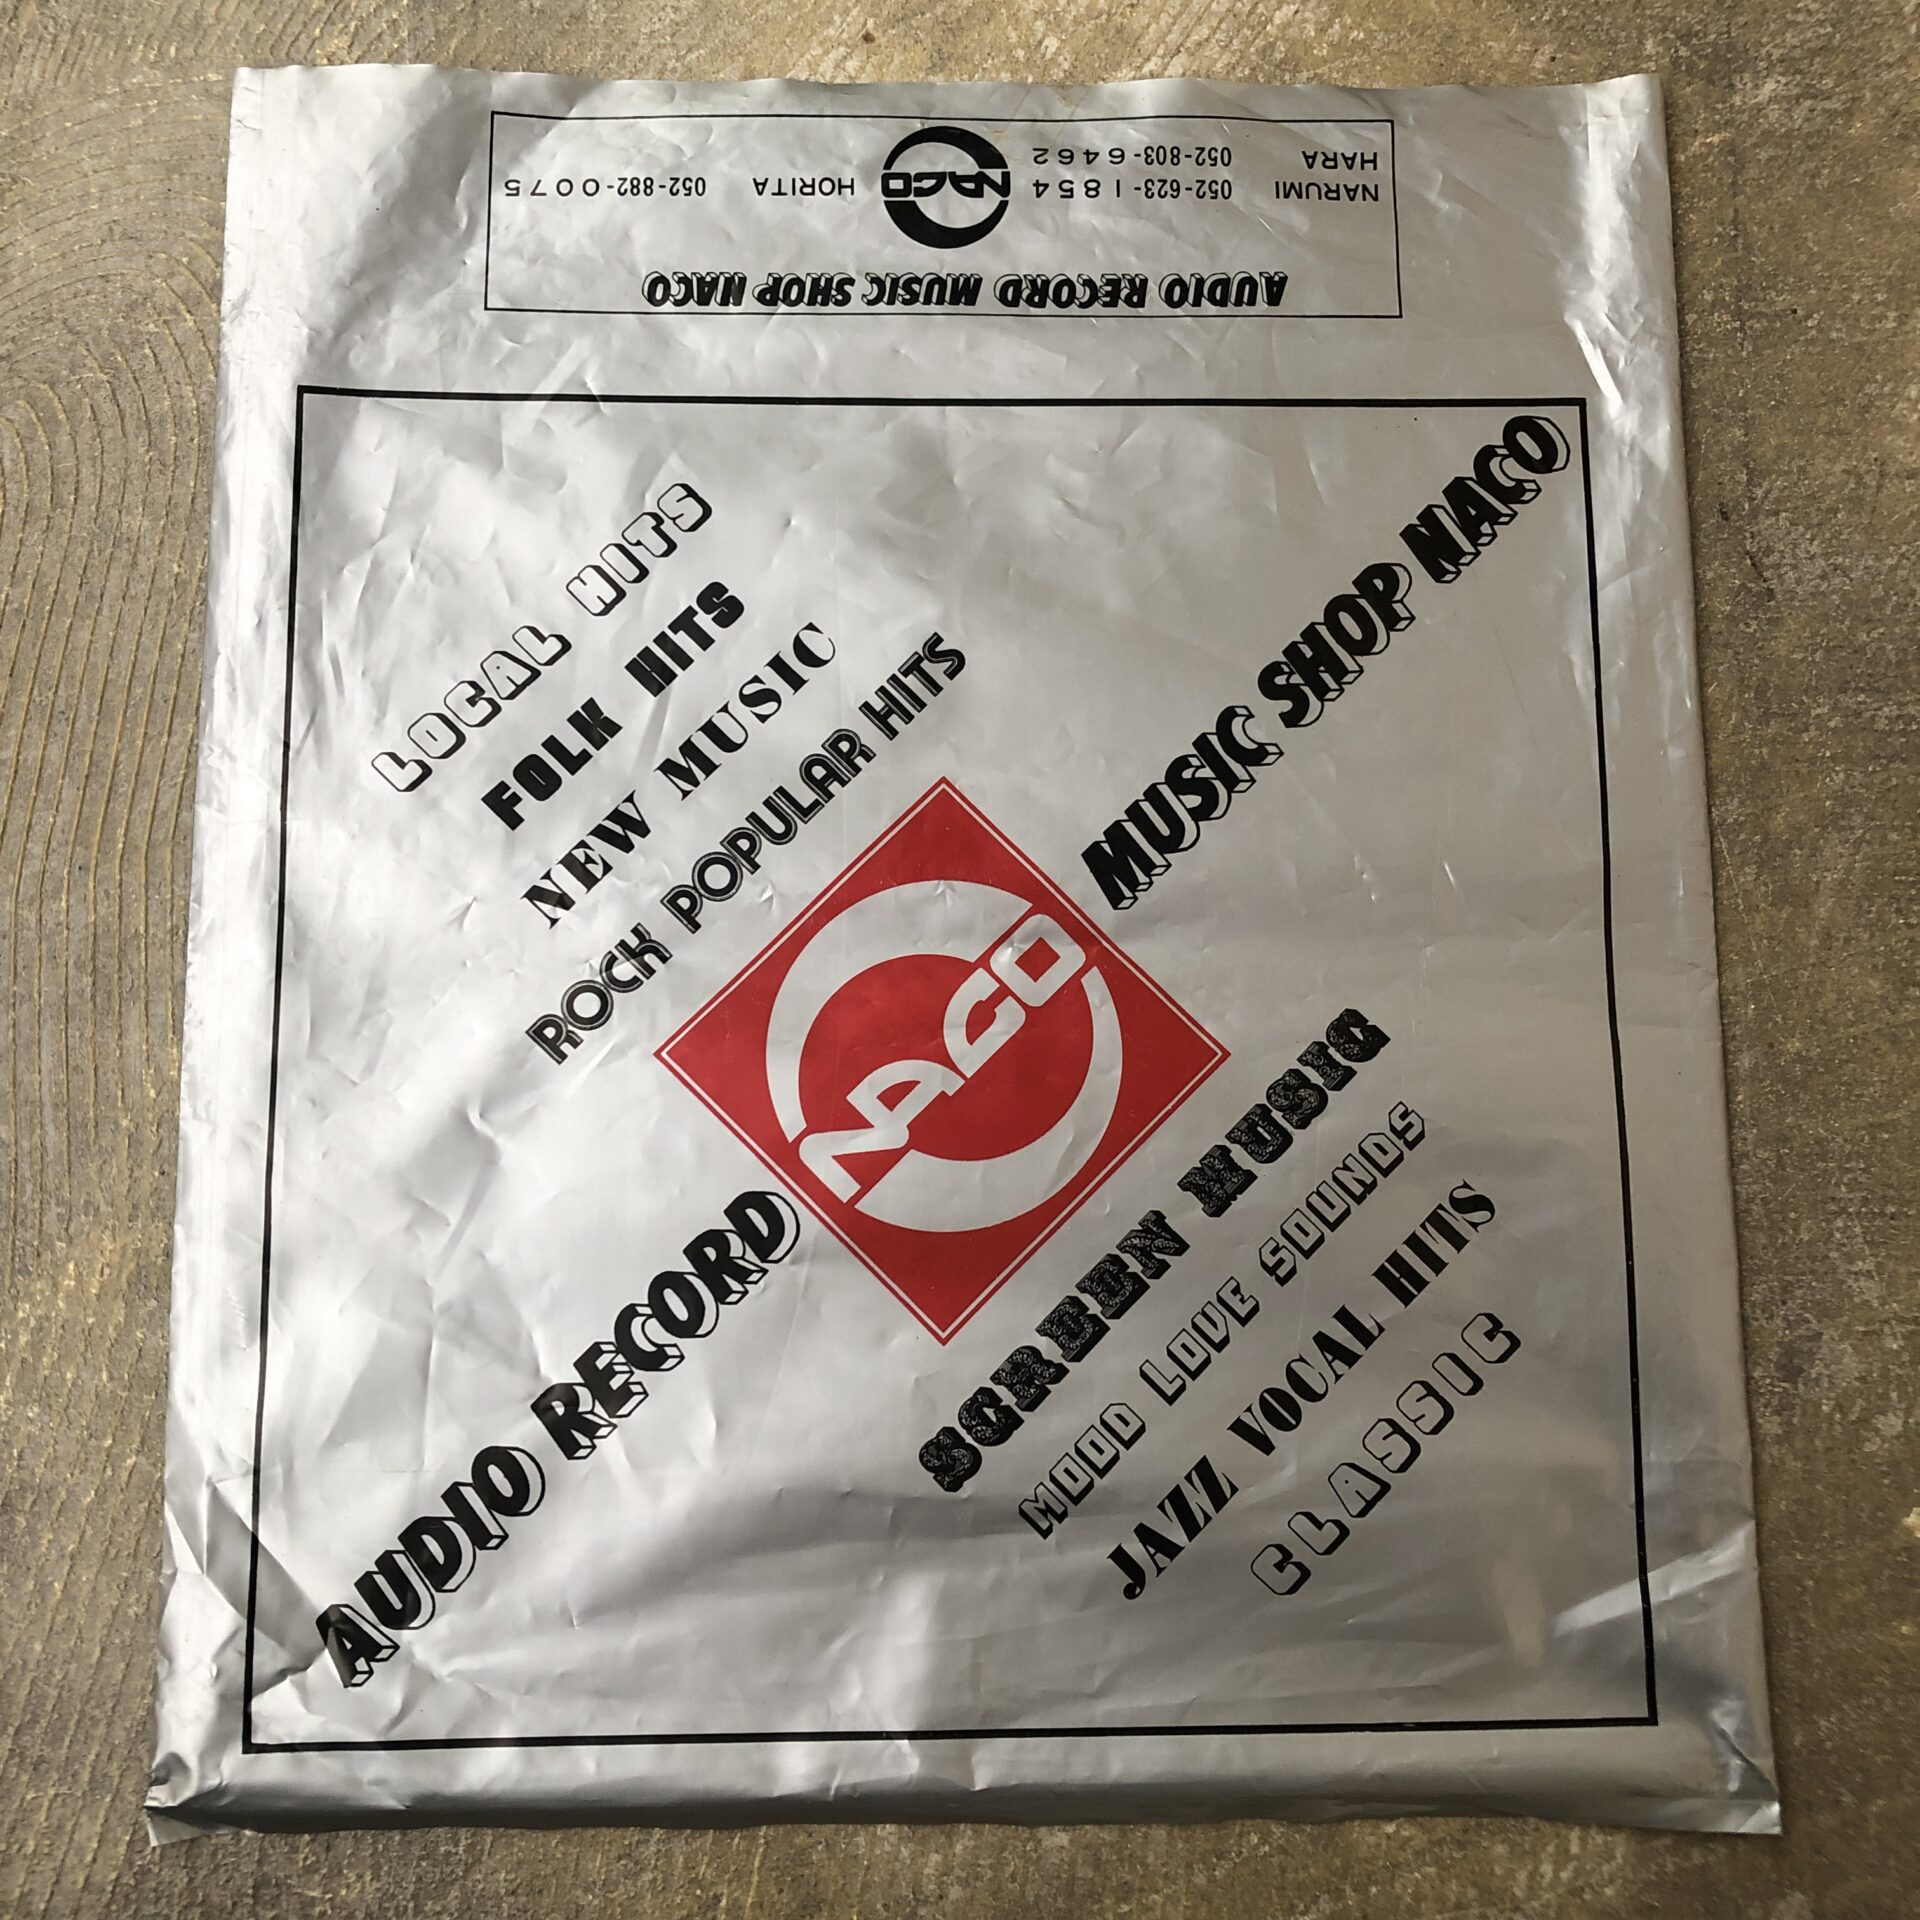 AUDIO RECORD MUSIC SHOP NACO
NARUMI 052-623-1854
HARA 052-803-6462
NACO
HORITA 052-882-0075
LOCAL HITS
FOLK HITS
NEW MUSIC
ROCK POPULAR HITS
AUDIO RECORD
NACO
MUSIC SHOP NACO
SCREEN MUSIC
MOOD LOVE SOUNDS
JAZZ VOCAL HITS
CLASSIC